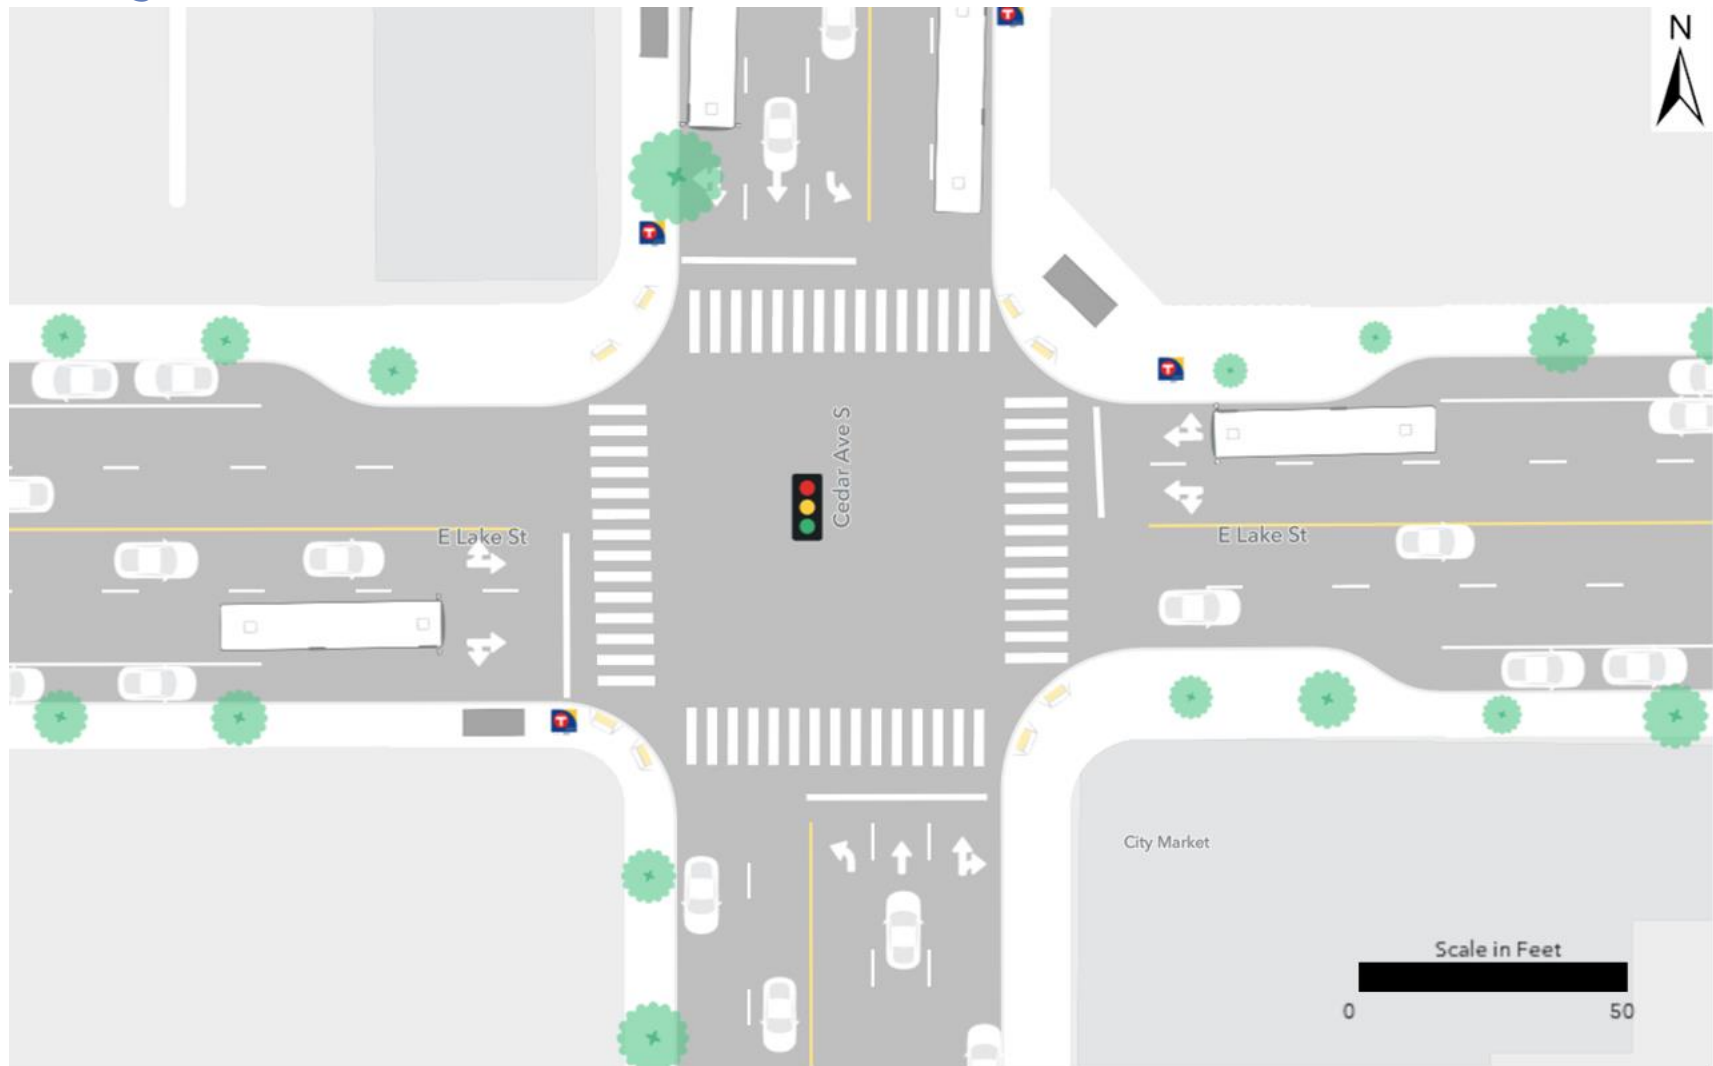 N
T
T
T
Cedar Ave S
E Lake St
E Lake St
T
City Market
Scale in Feet
0
50